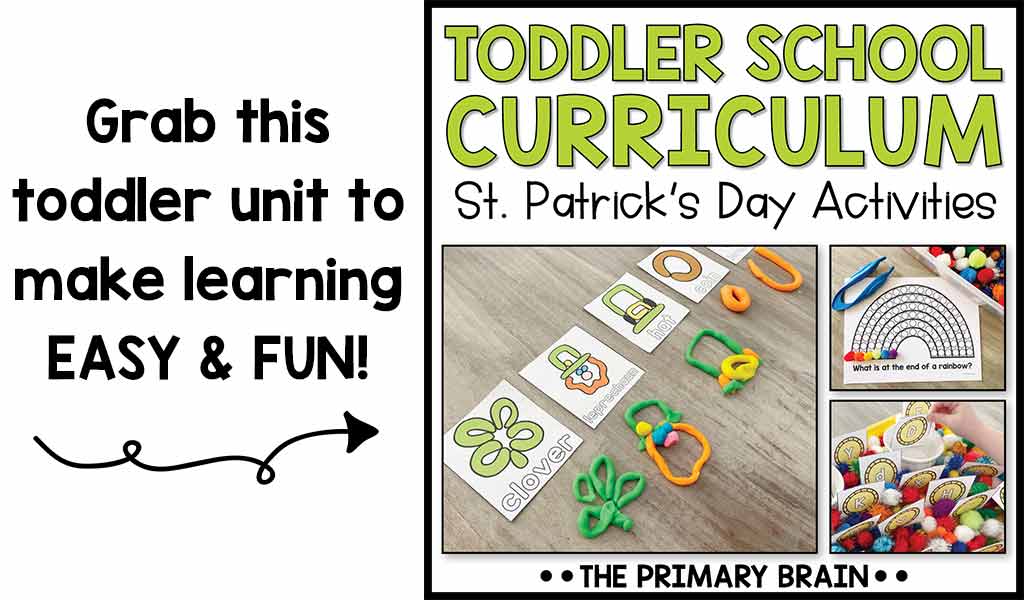 Grab this
toddler unit to
make learning
EASY & FUN!
TODDLER SCHOOL
CURRICULUM
St. Patrick's Day Activities
clover
leprechaun
hat
coin
What is at the end of a rainbow?
y
d
K
H
••THE PRIMARY BRAIN••